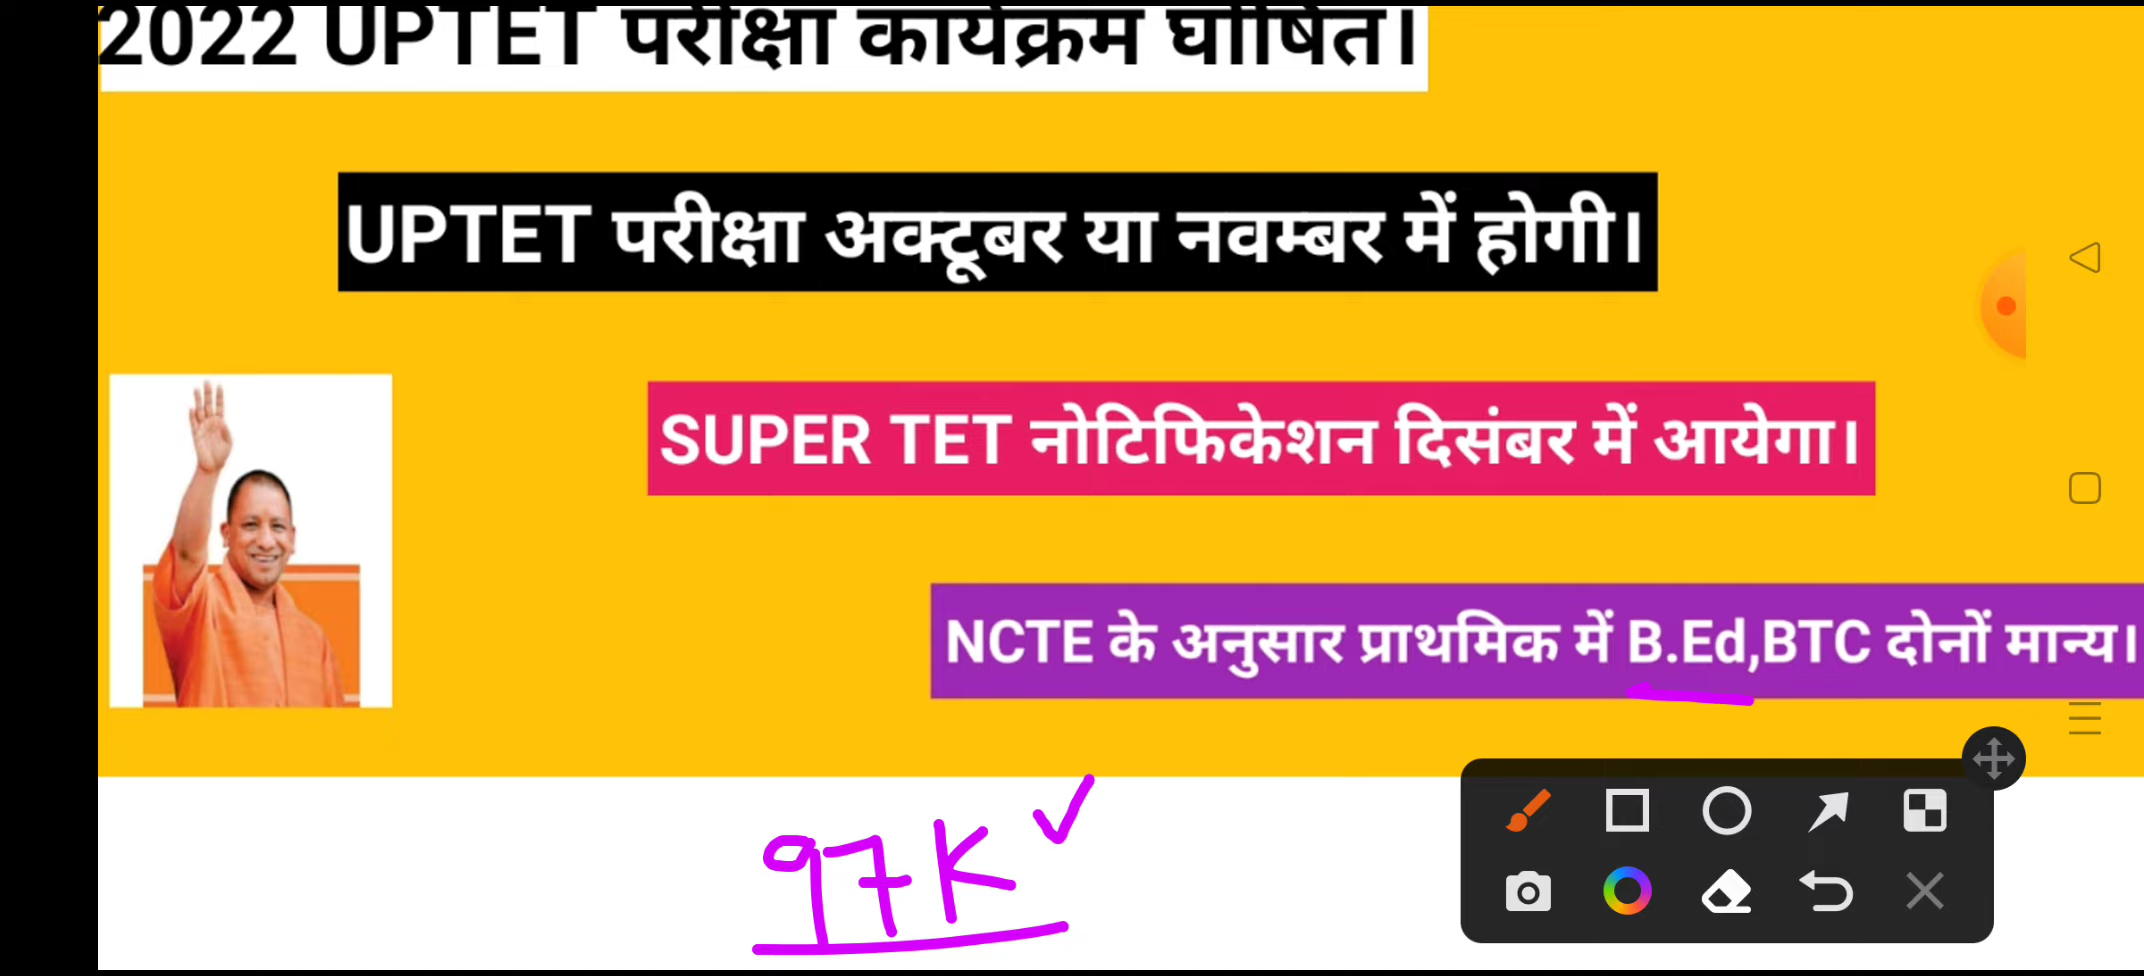 2022 UPTET परीक्षा कार्यक्रम घोषित।
UPTET परीक्षा अक्टूबर या नवम्बर में होगी।
SUPER TET नोटिफिकेशन दिसंबर में आयेगा।
NCTE के अनुसार प्राथमिक में B.Ed,BTC दोनों मान्य।
97K